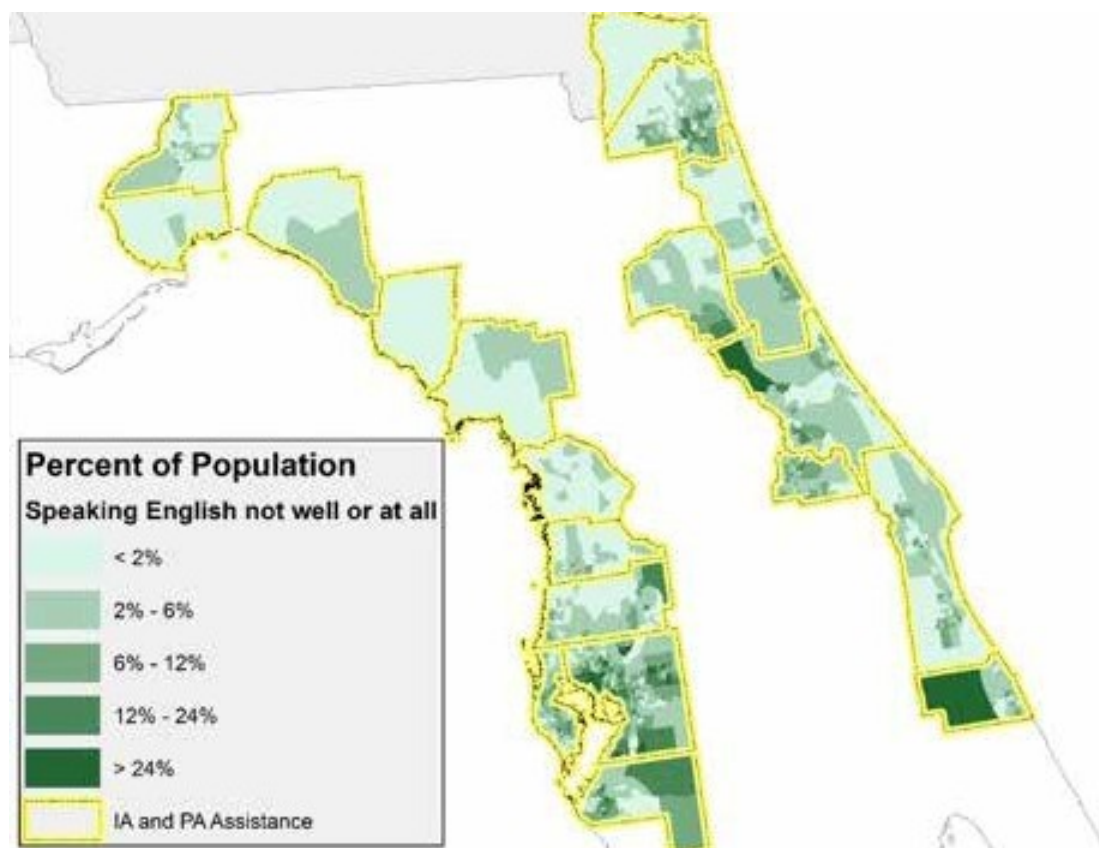 Percent of Population
Speaking English not well or at all
< 2%
2% - 6%
6% - 12%
12% - 24%
> 24%
IA and PA Assistance